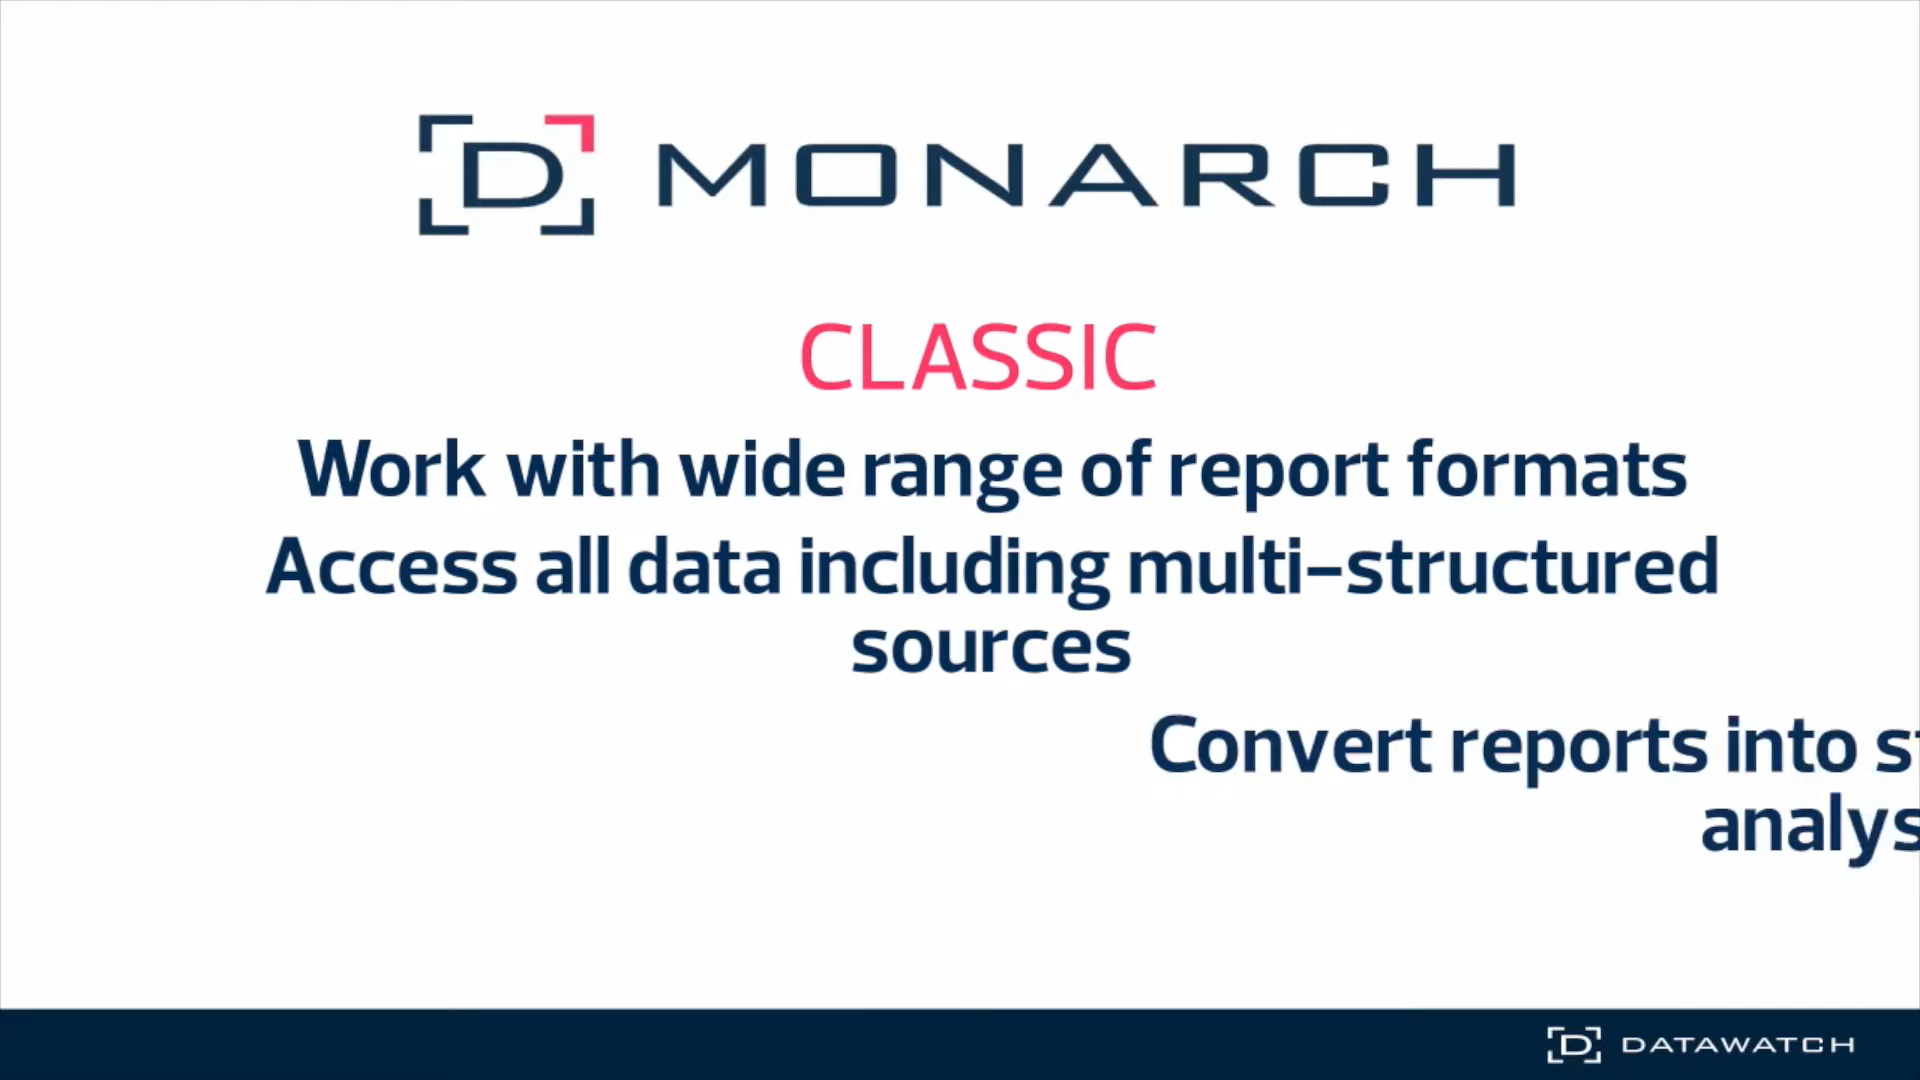 D MONARCH
CLASSIC
Work with wide range of report formats
Access all data including multi-structured
sources
Convert reports into
D DATAWATCH